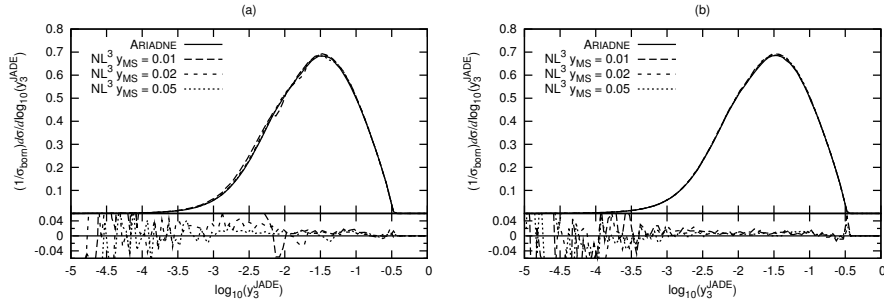 (a)
0.8
0.7
0.6
0.5
0.4
0.3
0.2
0.1
0.04
0
-0.04
-5 -4.5 -4 -3.5 -3 -2.5 -2 -1.5 -1 -0.5 0
(1/σborn)dσ/dlog10(y3JADE)
log10(y3JADE)
ARIADNE
NL3 yMS = 0.01
NL3 yMS = 0.02
NL3 yMS = 0.05
(b)
0.8
0.7
0.6
0.5
0.4
0.3
0.2
0.1
0.04
0
-0.04
-5 -4.5 -4 -3.5 -3 -2.5 -2 -1.5 -1 -0.5 0
(1/σborn)dσ/dlog10(y3JADE)
log10(y3JADE)
ARIADNE
NL3 yMS = 0.01
NL3 yMS = 0.02
NL3 yMS = 0.05